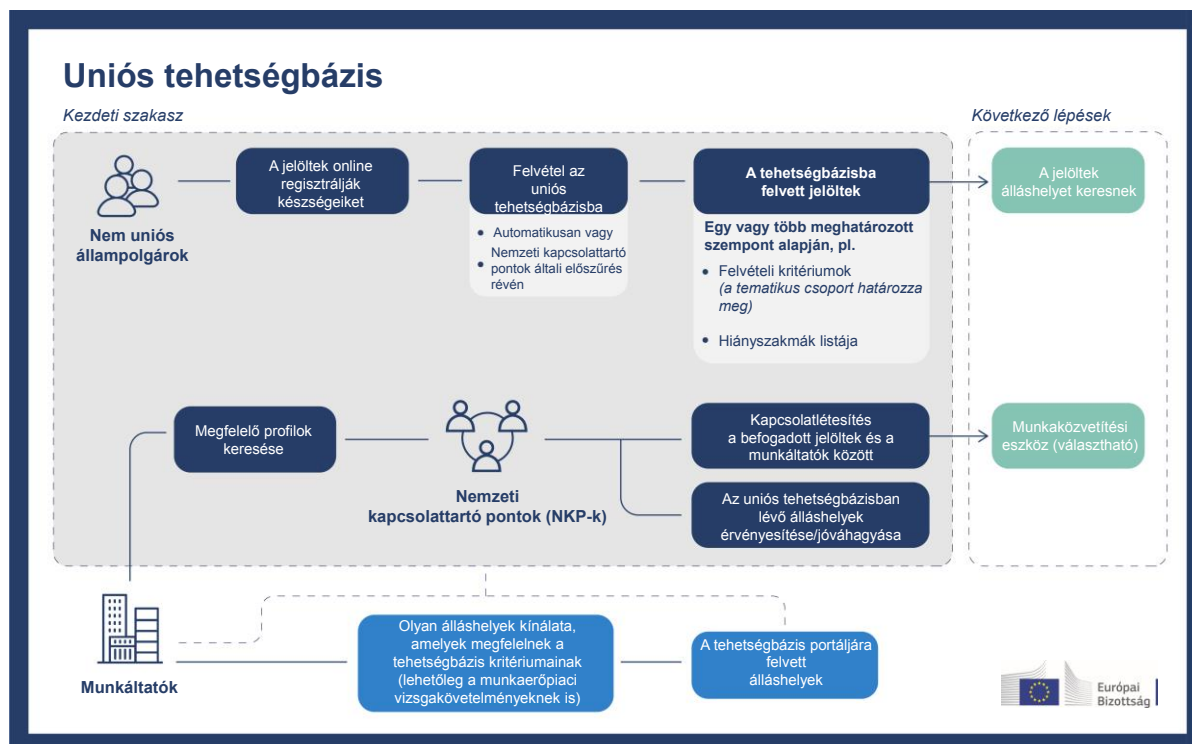 Uniós tehetségbázis
Kezdeti szakasz
Következő lépések
Nem uniós
állampolgárok
A jelöltek online
regisztrálják
készségeiket
Felvétel az
uniós
tehetségbázisba
Automatikusan vagy
Nemzeti kapcsolattartó
pontok általi előszűrés
révén
A tehetségbázisba
felvett jelöltek
Egy vagy több meghatározott
szempont alapján, pl.
Felvételi kritériumok
(a tematikus csoport határozza
meg)
Hiányszakmák listája
A jelöltek
álláshelyet keresnek
Megfelelő profilok
keresése
Nemzeti
kapcsolattartó pontok (NKP-k)
Kapcsolatlétesítés
a befogadott jelöltek és a
munkáltatók között
Munkaközvetítési
eszköz (választható)
Az uniós tehetségbázisban
lévő álláshelyek
érvényesítése/jóváhagyása
Munkáltatók
Olyan álláshelyek kínálata,
amelyek megfelelnek a
tehetségbázis kritériumainak
(lehetőleg a munkaerőpiaci
vizsgakövetelményeknek is)
A tehetségbázis portáljára
felvett
álláshelyek
Európai
Bizottság